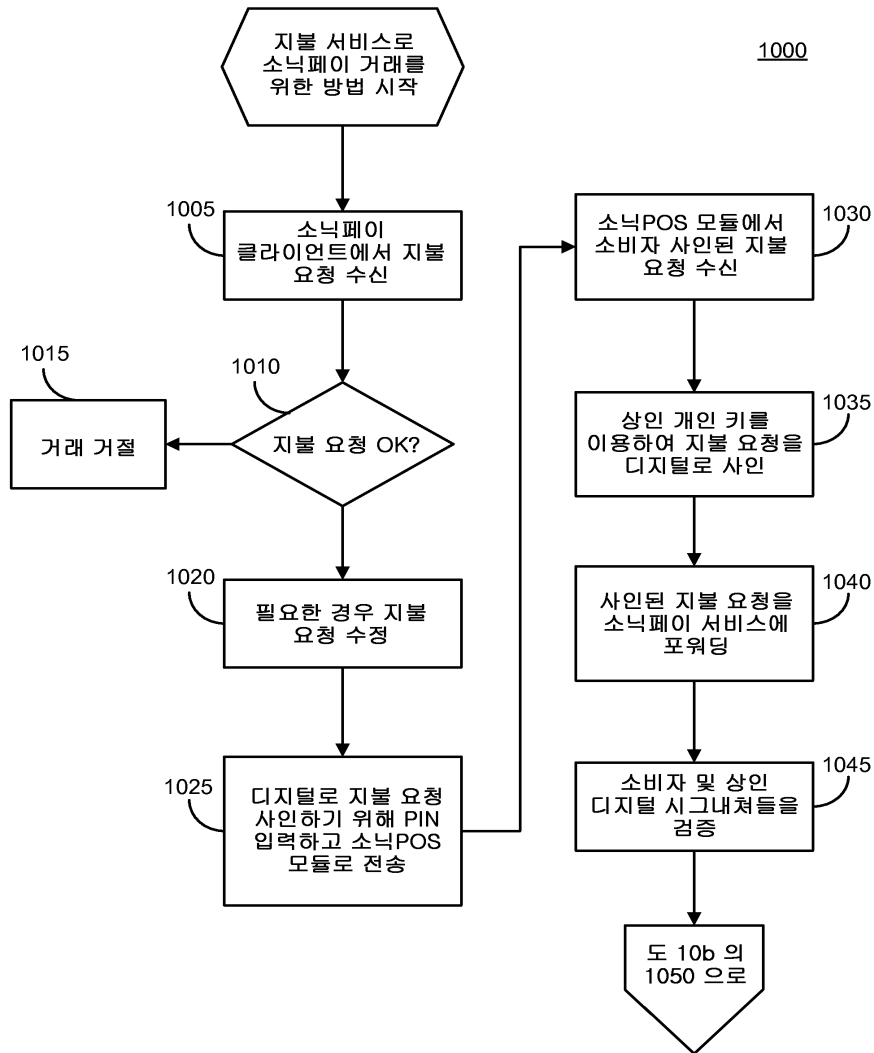 지불 서비스로
소닉페이 거래를
위한 방법 시작
1000
1005
소닉페이
클라이언트에서 지불
요청 수신
1010
지불 요청 OK?
1015
거래 거절
1020
필요한 경우 지불
요청 수정
1025
디지털로 지불 요청
사인하기 위해 PIN
입력하고 소닉POS
모듈로 전송
1030
소닉POS 모듈에서
소비자 사인된 지불
요청 수신
1035
상인 개인 키를
이용하여 지불 요청을
디지털로 사인
1040
사인된 지불 요청을
소닉페이 서비스에
포워딩
1045
소비자 및 상인
디지털 시그내쳐들을
검증
도 10b 의
1050 으로